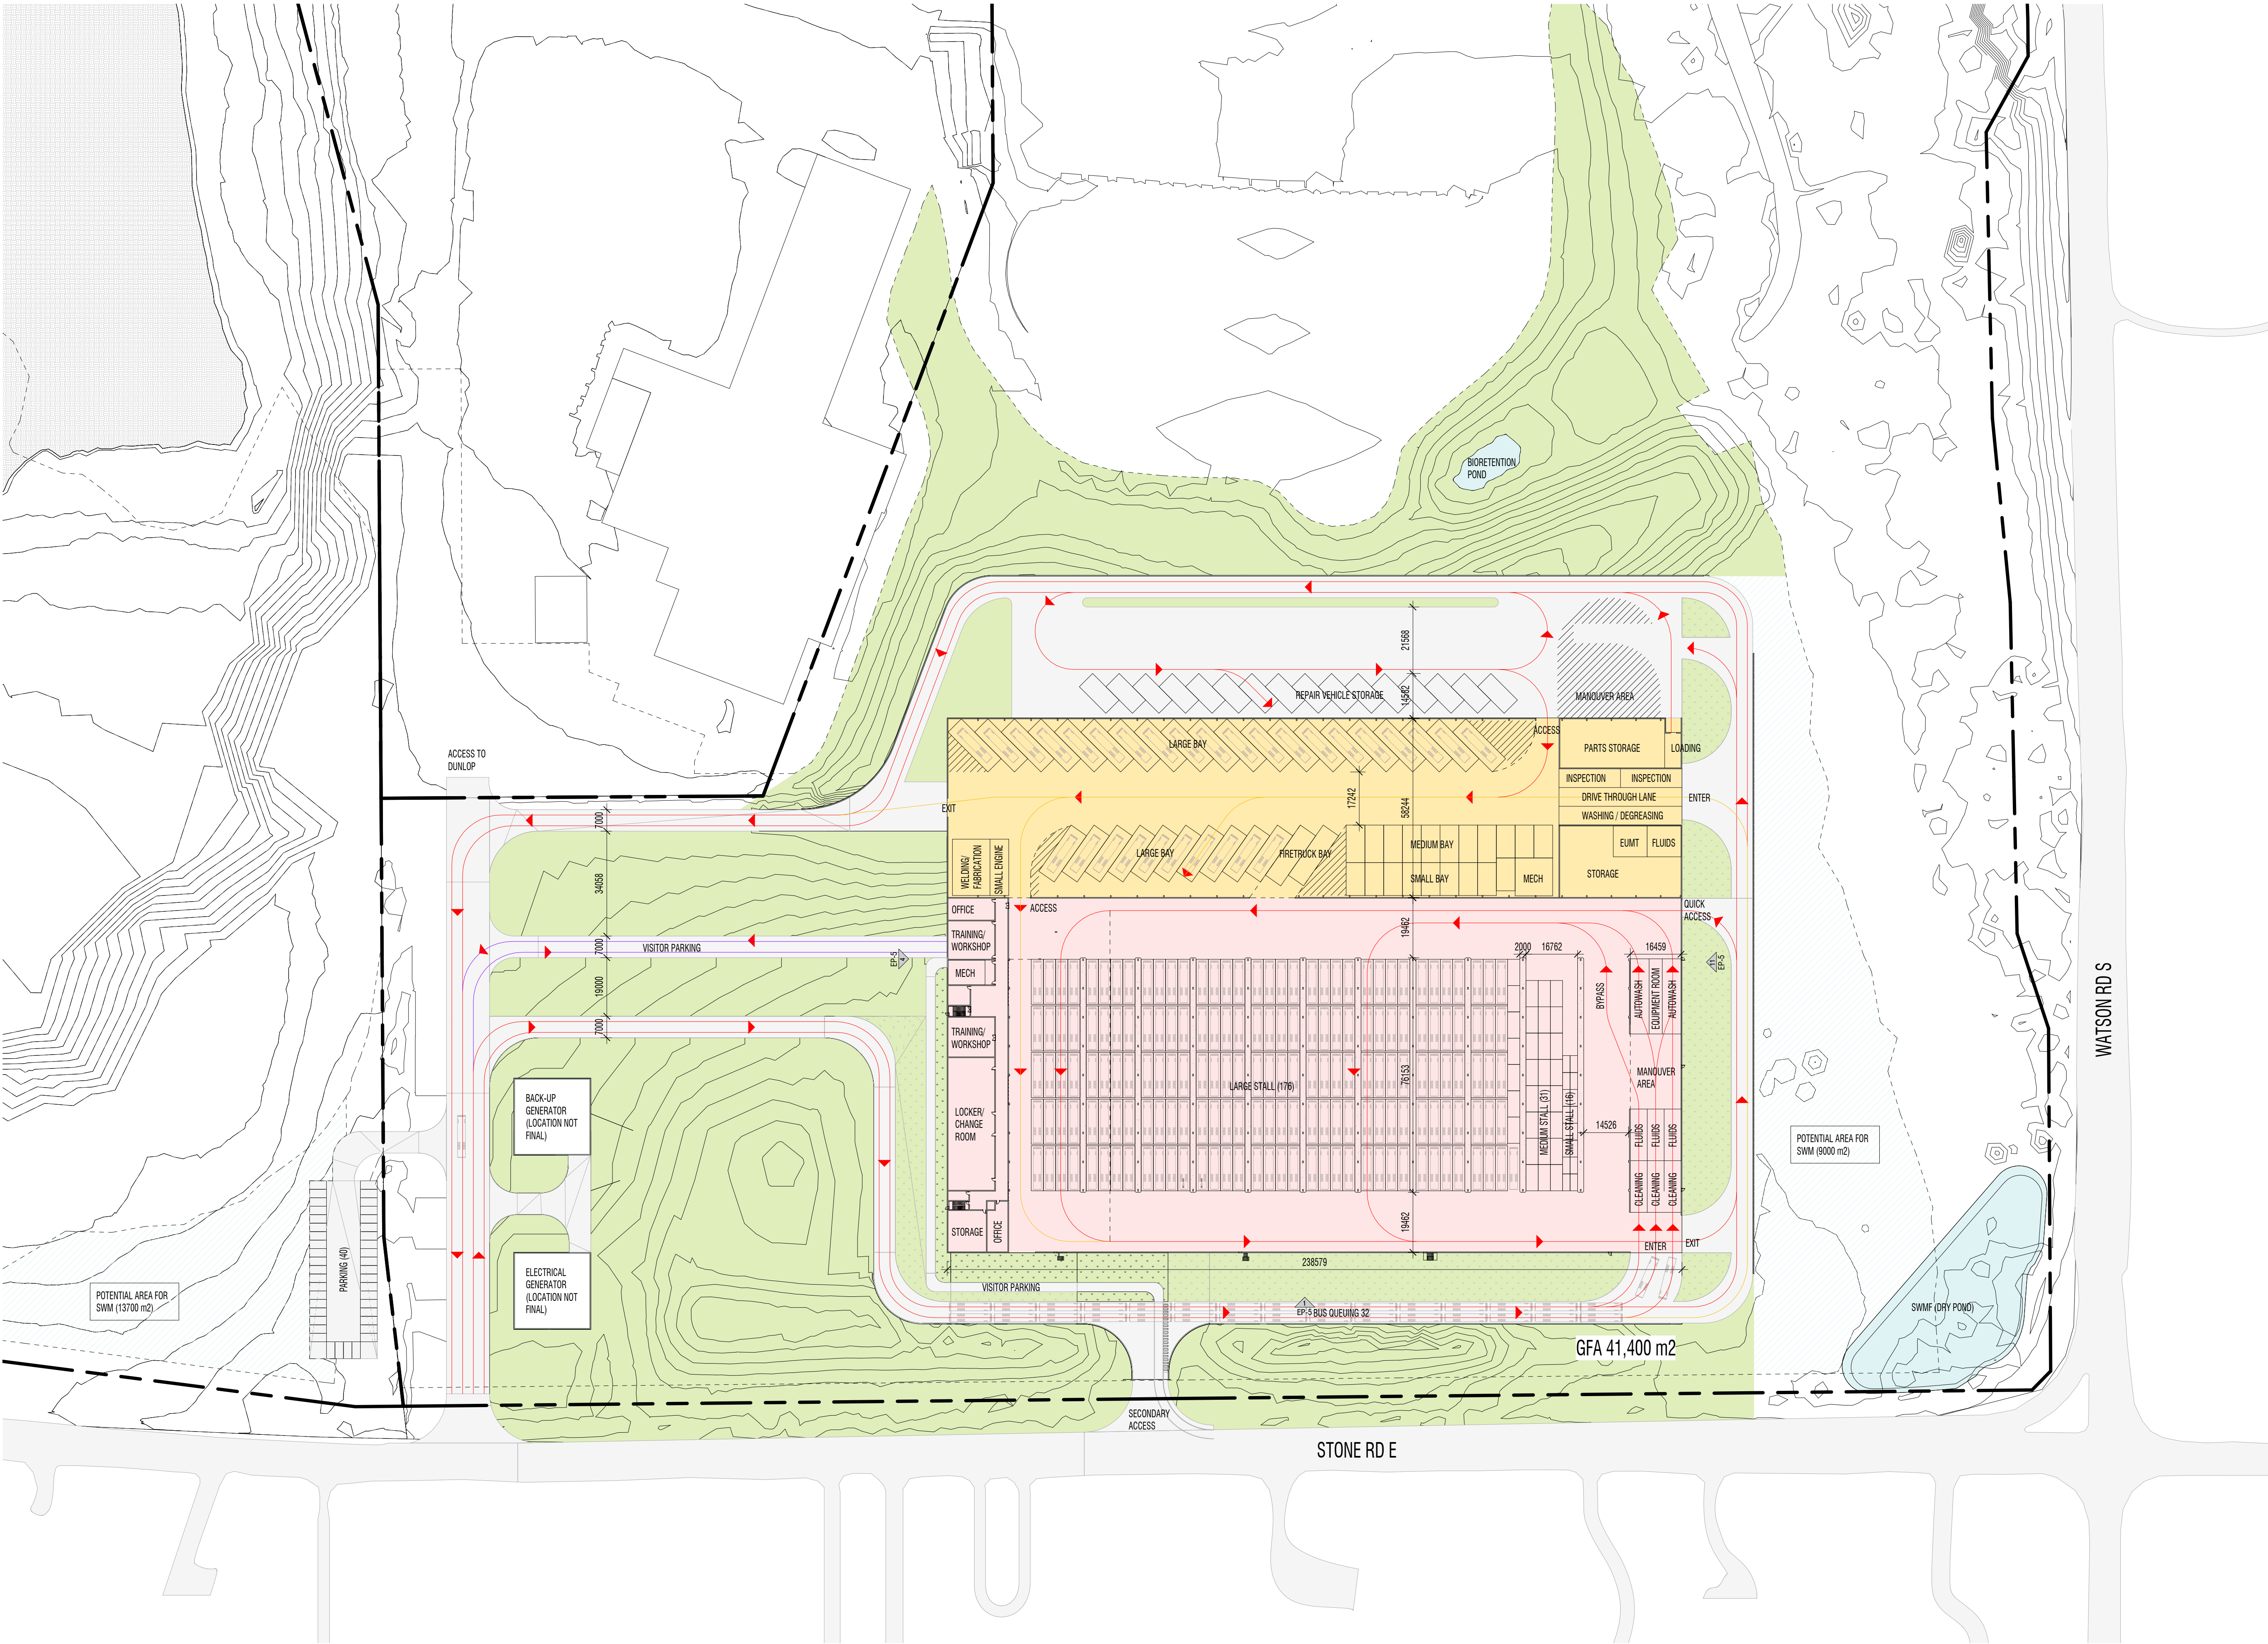 BIORETENTION
POND
21568
14562
REPAIR VEHICLE STORAGE
MANOUVER AREA
ACCESS
LARGE BAY
PARTS STORAGE
LOADING
ACCESS TO
DUNLOP
INSPECTION
INSPECTION
DRIVE THROUGH LANE
ENTER
WASHING / DEGREASING
EXIT
17242
58244
7000
WELDING/
FABRICATION
SMALL ENGINE
LARGE BAY
FIRETRUCK BAY
MEDIUM BAY
SMALL BAY
MECH
EUMT
FLUIDS
STORAGE
34058
OFFICE
ACCESS
QUICK
ACCESS
19462
TRAINING/
WORKSHOP
VISITOR PARKING
7000
EP-5
4
2000
16762
16459
11
EP-5
MECH
19000
BYPASS
AUTOWASH
EQUIPMENT ROOM
AUTOWASH
WATSON RD S
7000
TRAINING/
WORKSHOP
LARGE STALL (176)
76153
MANOUVER
AREA
BACK-UP
GENERATOR
(LOCATION NOT
FINAL)
LOCKER/
CHANGE
ROOM
MEDIUM STALL (31)
SMALL STALL (16)
14526
FLUIDS
FLUIDS
FLUIDS
POTENTIAL AREA FOR
SWM (9000 m2)
CLEANING
CLEANING
CLEANING
STORAGE
OFFICE
19462
ENTER
EXIT
238579
PARKING (40)
ELECTRICAL
GENERATOR
(LOCATION NOT
FINAL)
POTENTIAL AREA FOR
SWM (13700 m2)
VISITOR PARKING
1
EP-5
BUS QUEUING 32
SWMF (DRY POND)
GFA 41,400 m2
SECONDARY
ACCESS
STONE RD E